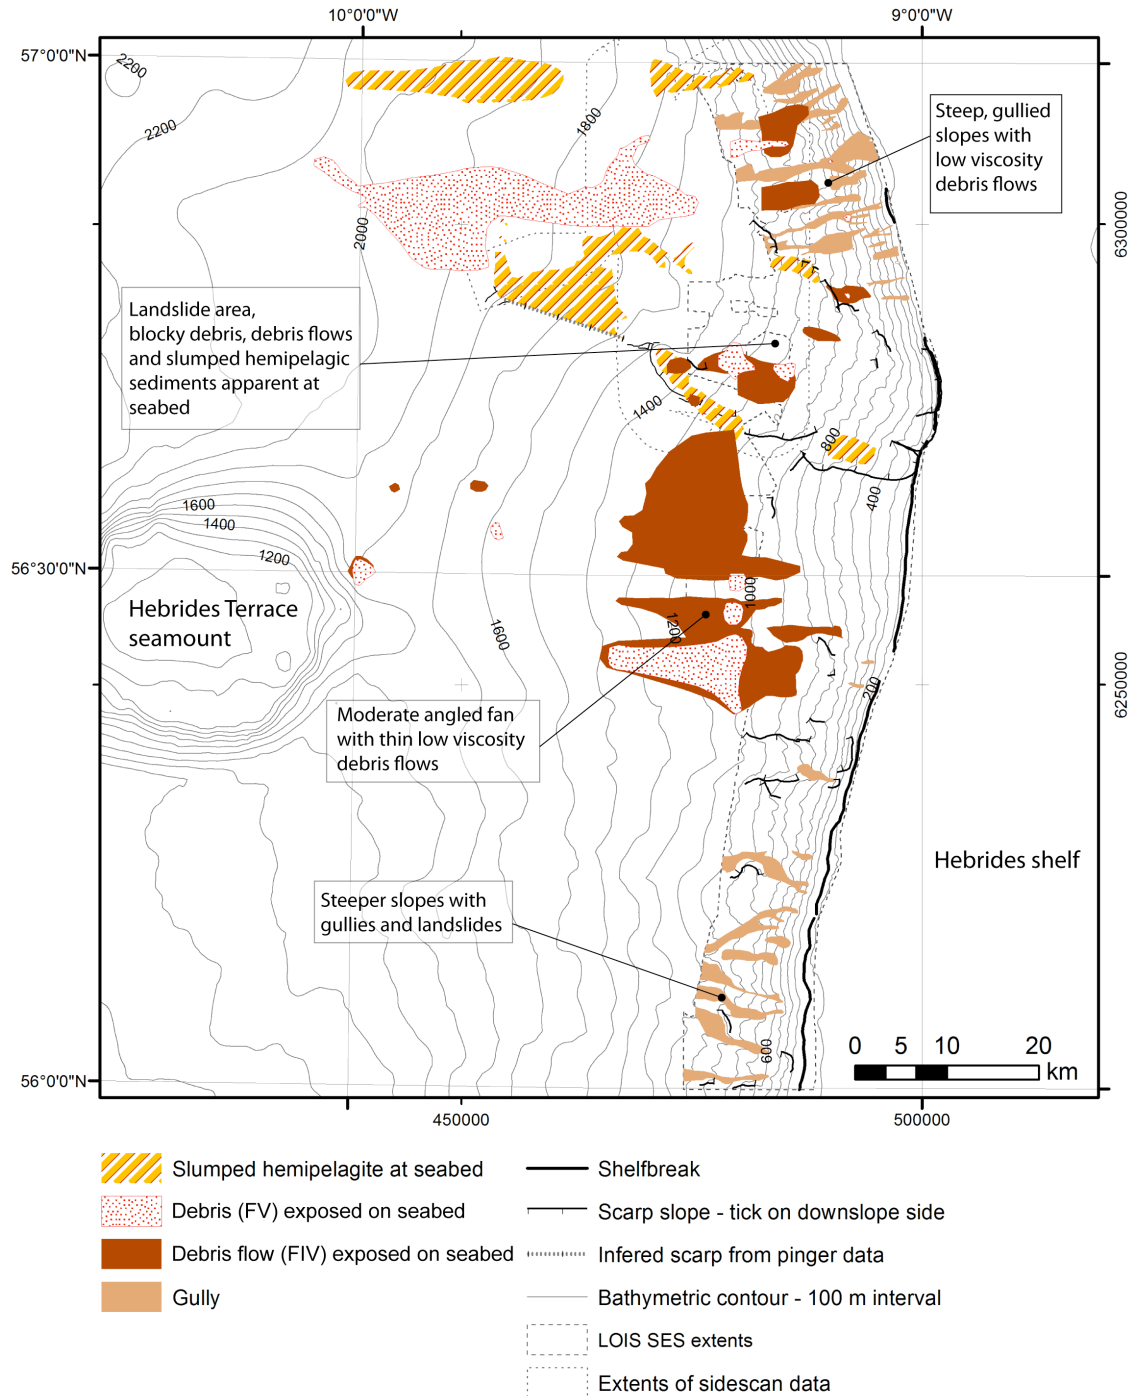 10°0'0"W
9°0'0"W
57°0'0"N
2200
2200
1800
Steep, gullied
slopes with
low viscosity
debris flows
2000
6300000
Landslide area,
blocky debris, debris flows
and slumped hemipelagic
sediments apparent at
seabed
1400
800
400
1600
1400
1200
56°30'0"N
Hebrides Terrace
seamount
1000
1200
1600
200
6250000
Moderate angled fan
with thin low viscosity
debris flows
Hebrides shelf
Steeper slopes with
gullies and landslides
600
0 5 10 20
km
56°0'0"N
450000
500000
Slumped hemipelagite at seabed
Debris (FV) exposed on seabed
Debris flow (FIV) exposed on seabed
Gully
Shelfbreak
Scarp slope - tick on downslope side
Infered scarp from pinger data
Bathymetric contour - 100 m interval
LOIS SES extents
Extents of sidescan data